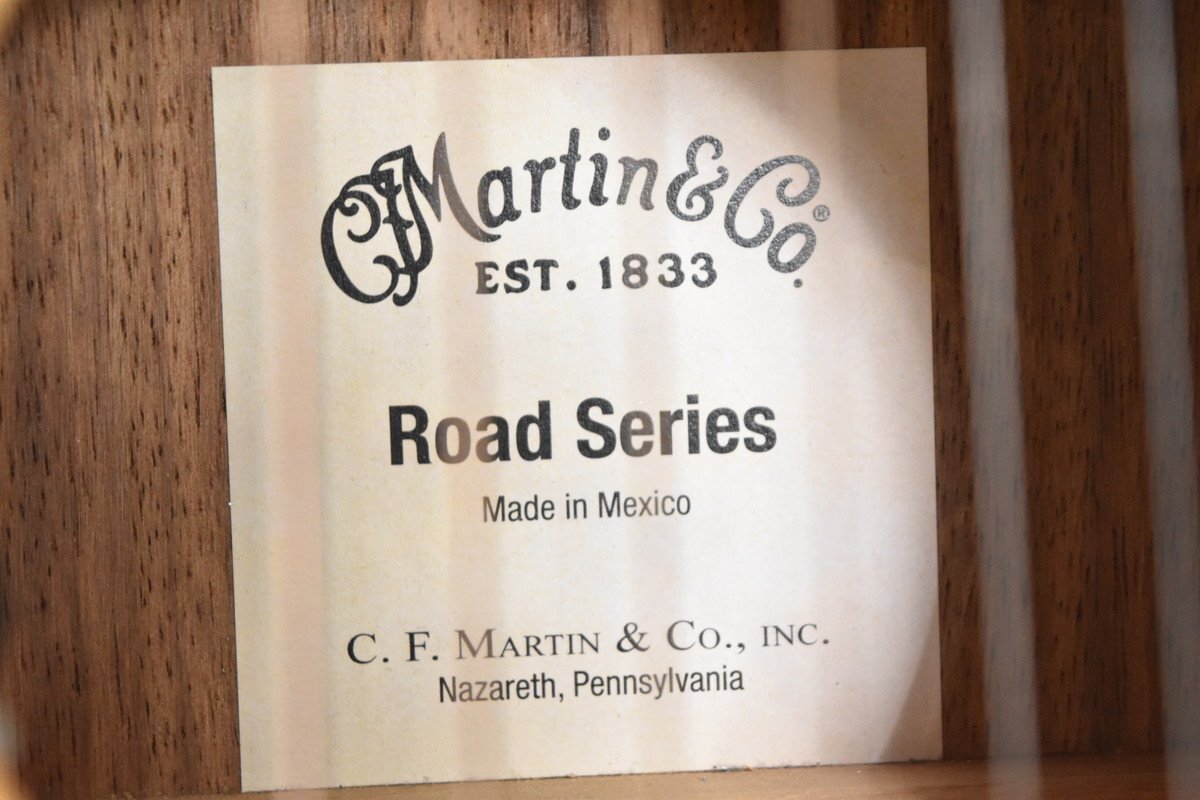 CFMartin & Co.®
EST. 1833
Road Series
Made in Mexico
C. F. MARTIN & CO., INC.
Nazareth, Pennsylvania